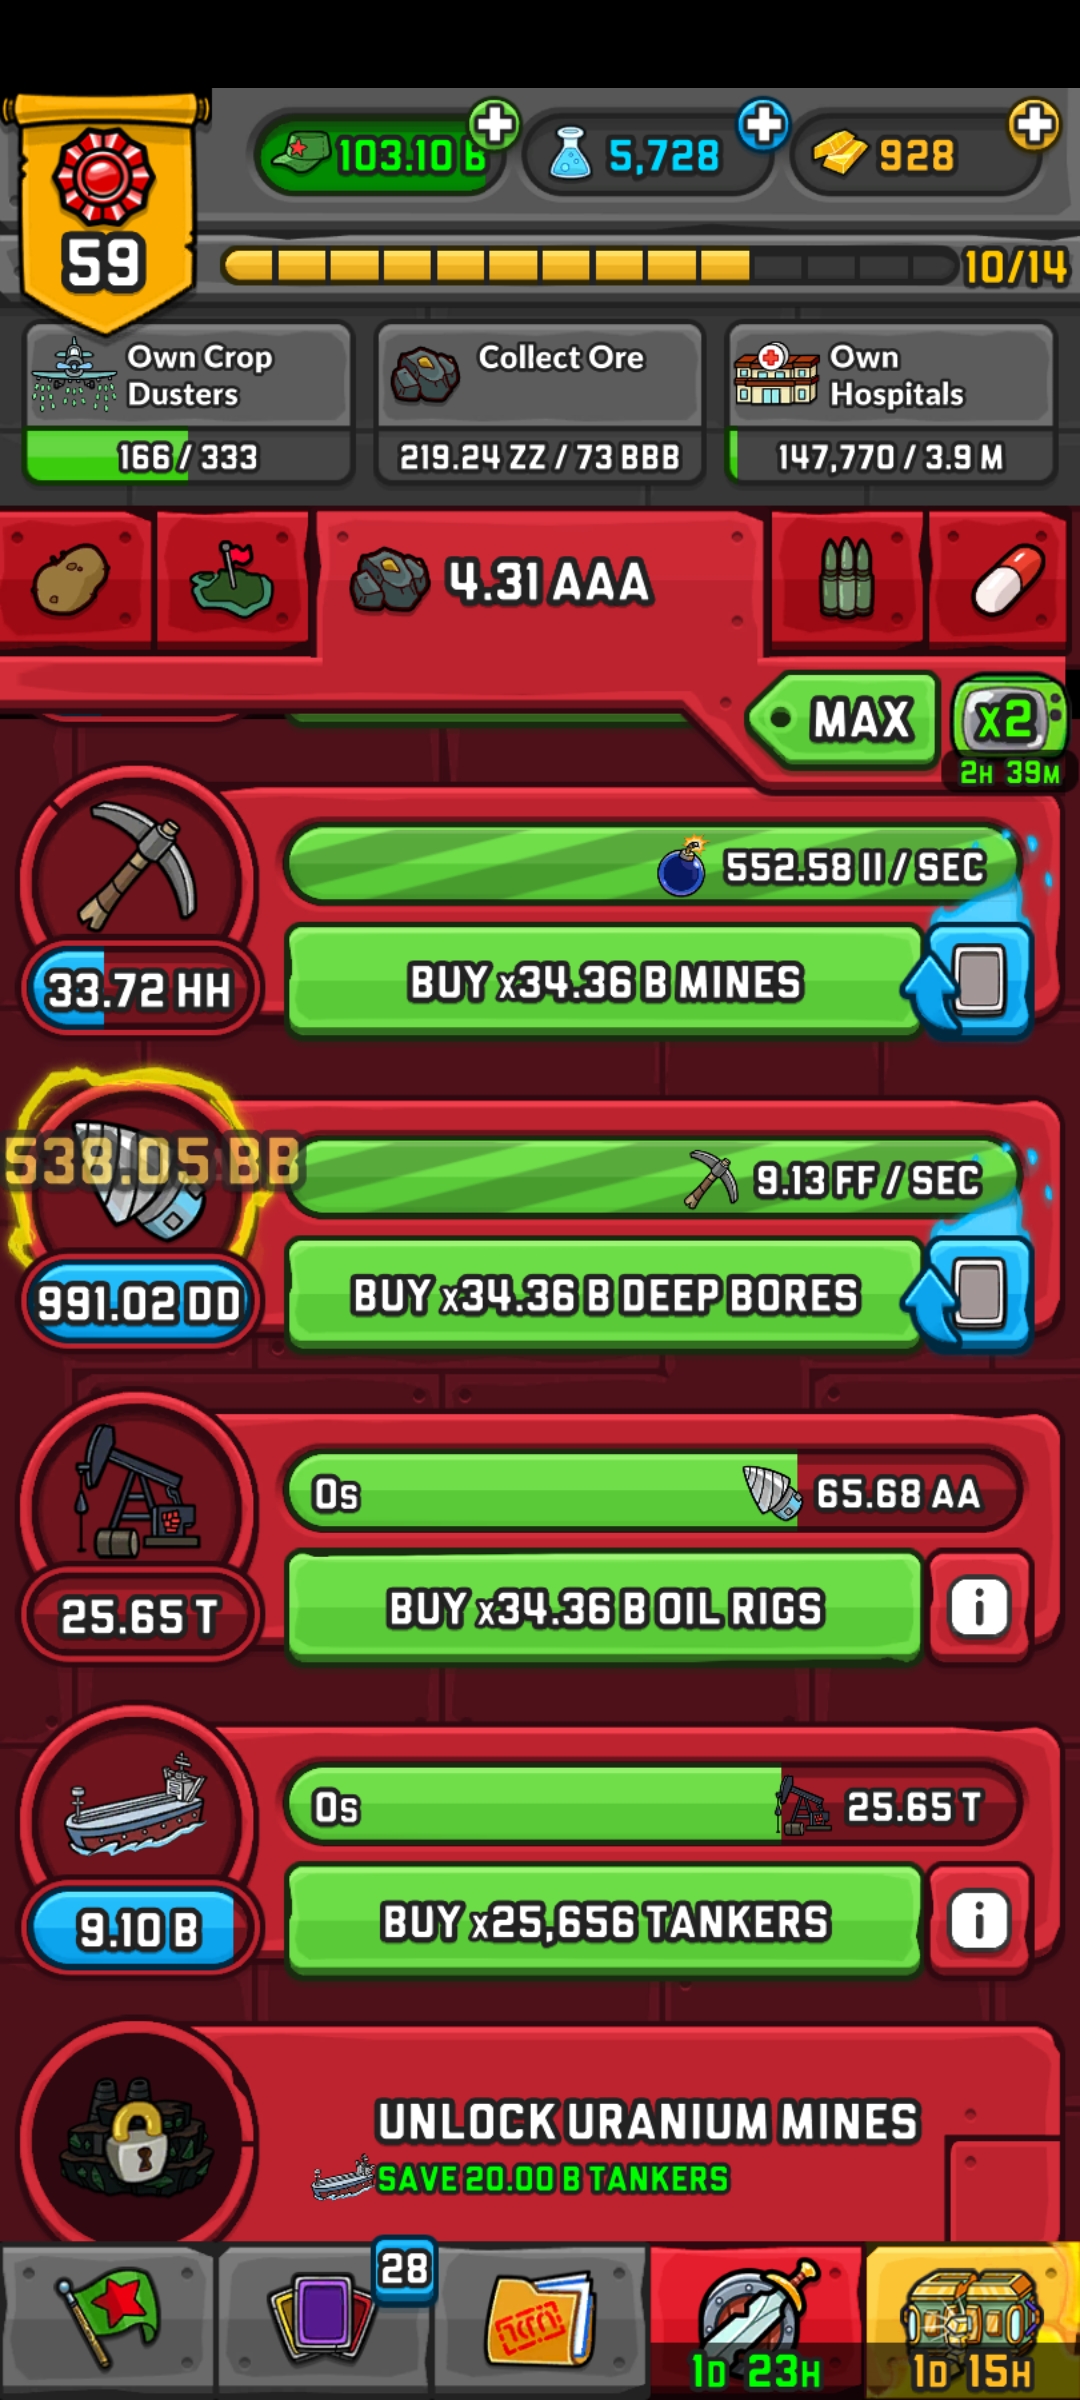 103.10 B
5,728
928
59
10/14
Own Crop
Dusters
166 / 333
Collect Ore
219.24 ZZ / 73 BBB
Own
Hospitals
147,770 / 3.9 M
4.31 AAA
MAX
x2
2H 39M
552.58 II / SEC
33.72 HH
BUY x34.36 B MINES
538.05 BB
9.13 FF / SEC
991.02 DD
BUY x34.36 B DEEP BORES
0s
65.68 AA
25.65 T
BUY x34.36 B OIL RIGS
i
0s
25.65 T
9.10 B
BUY x25,656 TANKERS
i
UNLOCK URANIUM MINES
SAVE 20.00 B TANKERS
28
1D 23H
1D 15H